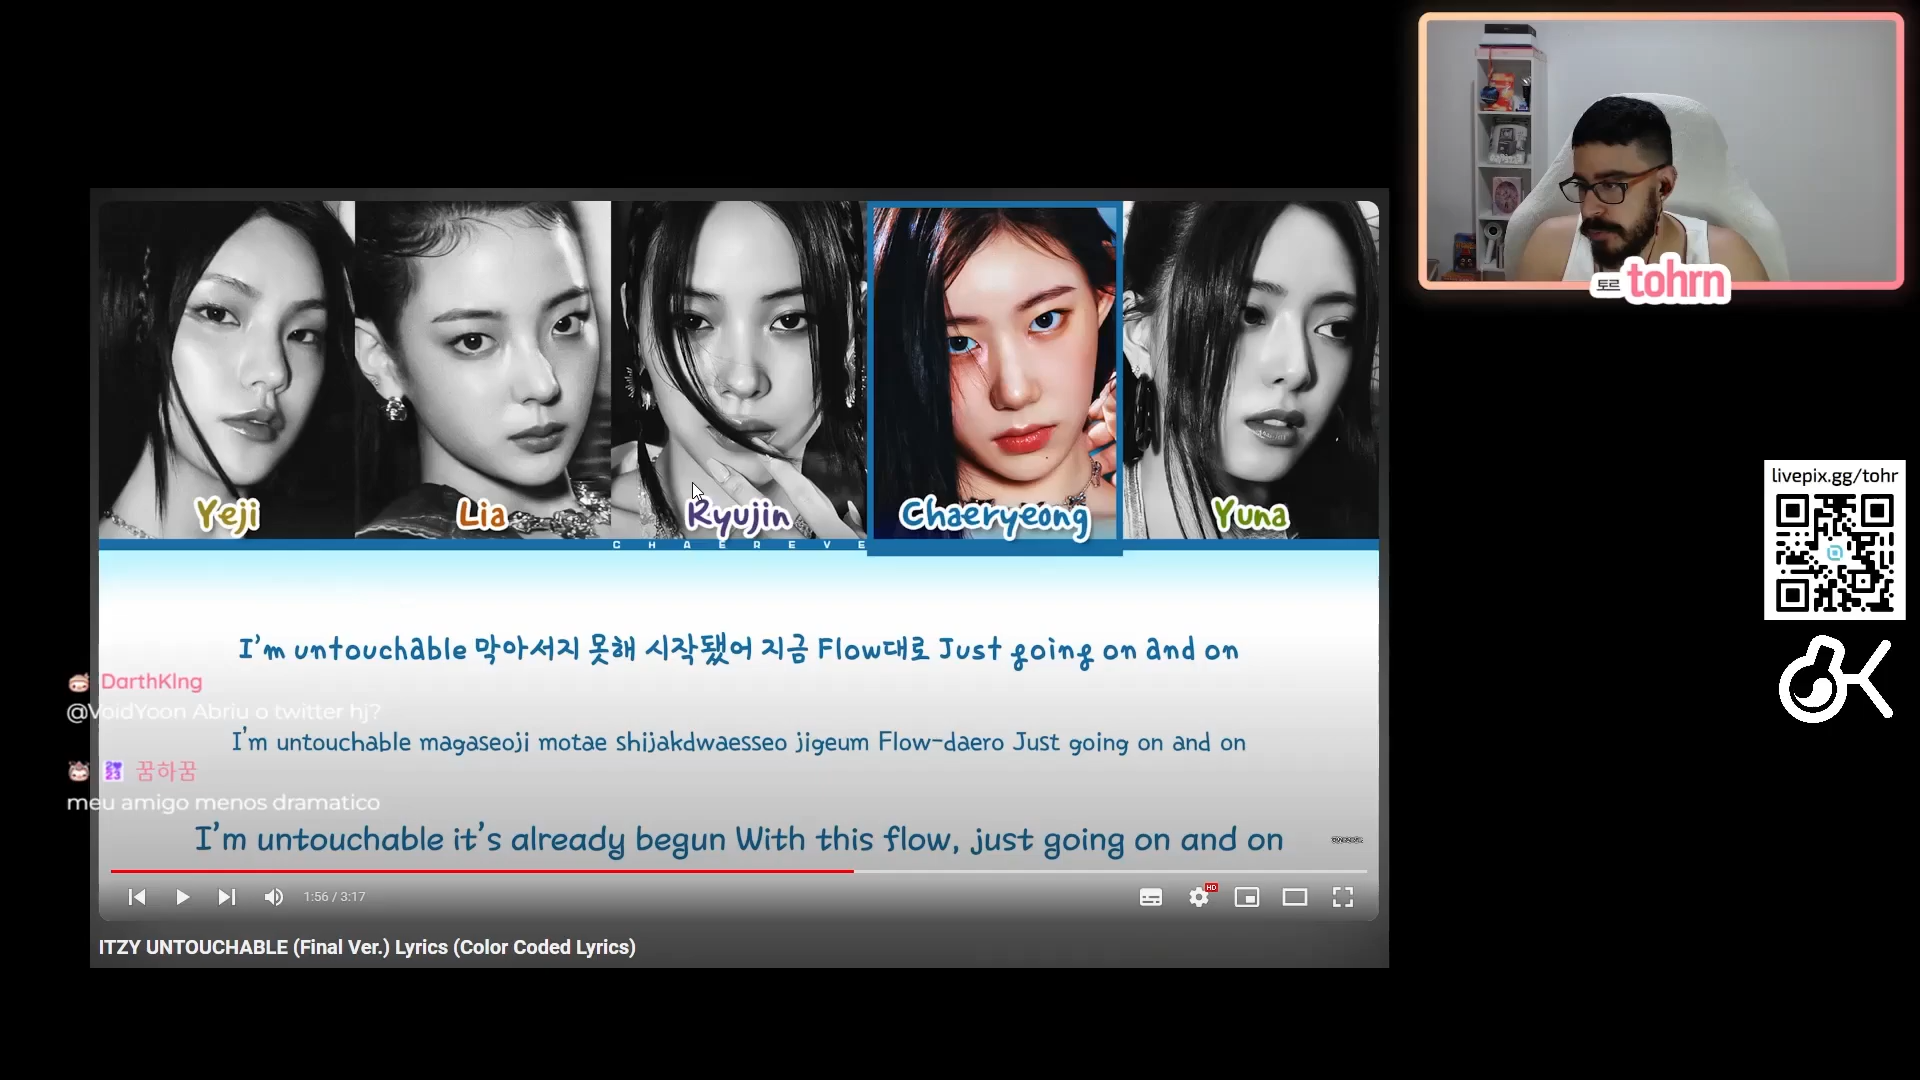 Yeji
Lia
Ryujin
Chaeryeong
Yuna
C H A E R E V E
I'm untouchable 막아서지 못해 시작됐어 지금 Flow대로 Just going on and on
DarthKlng
@VoidYoon Abriu o twitter hj?
I'm untouchable magaseoji motae shijakdwaesseo jigeum Flow-daero Just going on and on
꿈하꿈
meu amigo menos dramatico
I'm untouchable it's already begun With this flow, just going on and on
1:56 / 3:17
HD
ITZY UNTOUCHABLE (Final Ver.) Lyrics (Color Coded Lyrics)
토르 tohrn
livepix.gg/tohr